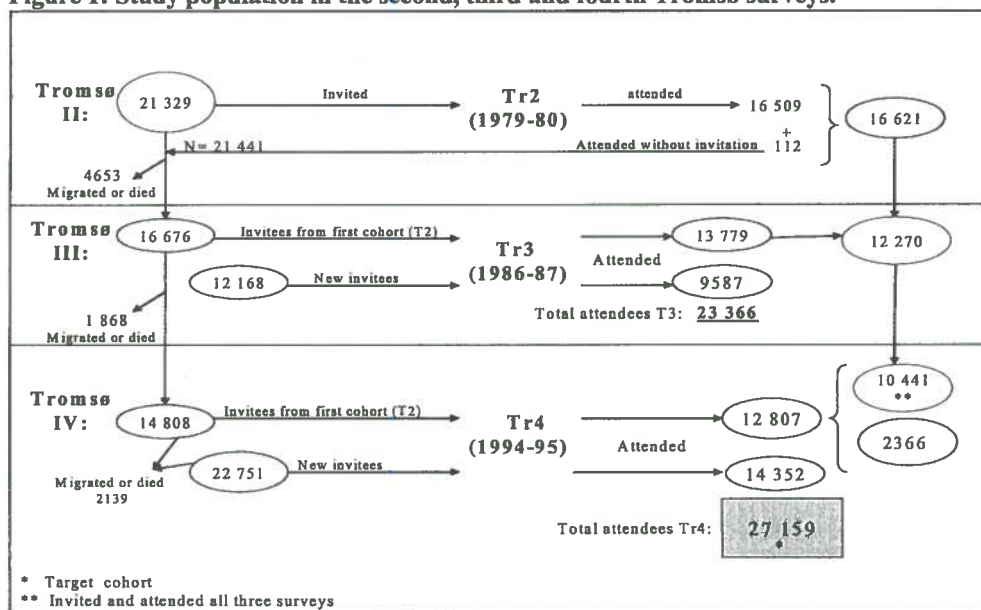 Figure 1: Study population in the second, third and fourth Tromsø surveys.
Tromsø
II:
21 329
Invited
Tr2
(1979-80)
attended
16 509
+
112
16 621
N= 21 441
Attended without invitation
4653
Migrated or died
Tromsø
III:
16 676
Invitees from first cohort (T2)
Tr3
(1986-87)
13 779
12 270
12 168
New invitees
Attended
9587
Total attendees T3: 23 366
1 868
Migrated or died
Tromsø
IV:
14 808
Invitees from first cohort (T2)
Tr4
(1994-95)
12 807
10 441
**
2366
22 751
New invitees
Attended
14 352
Migrated or died
2139
Total attendees Tr4:
27 159
*
* Target cohort
** Invited and attended all three surveys